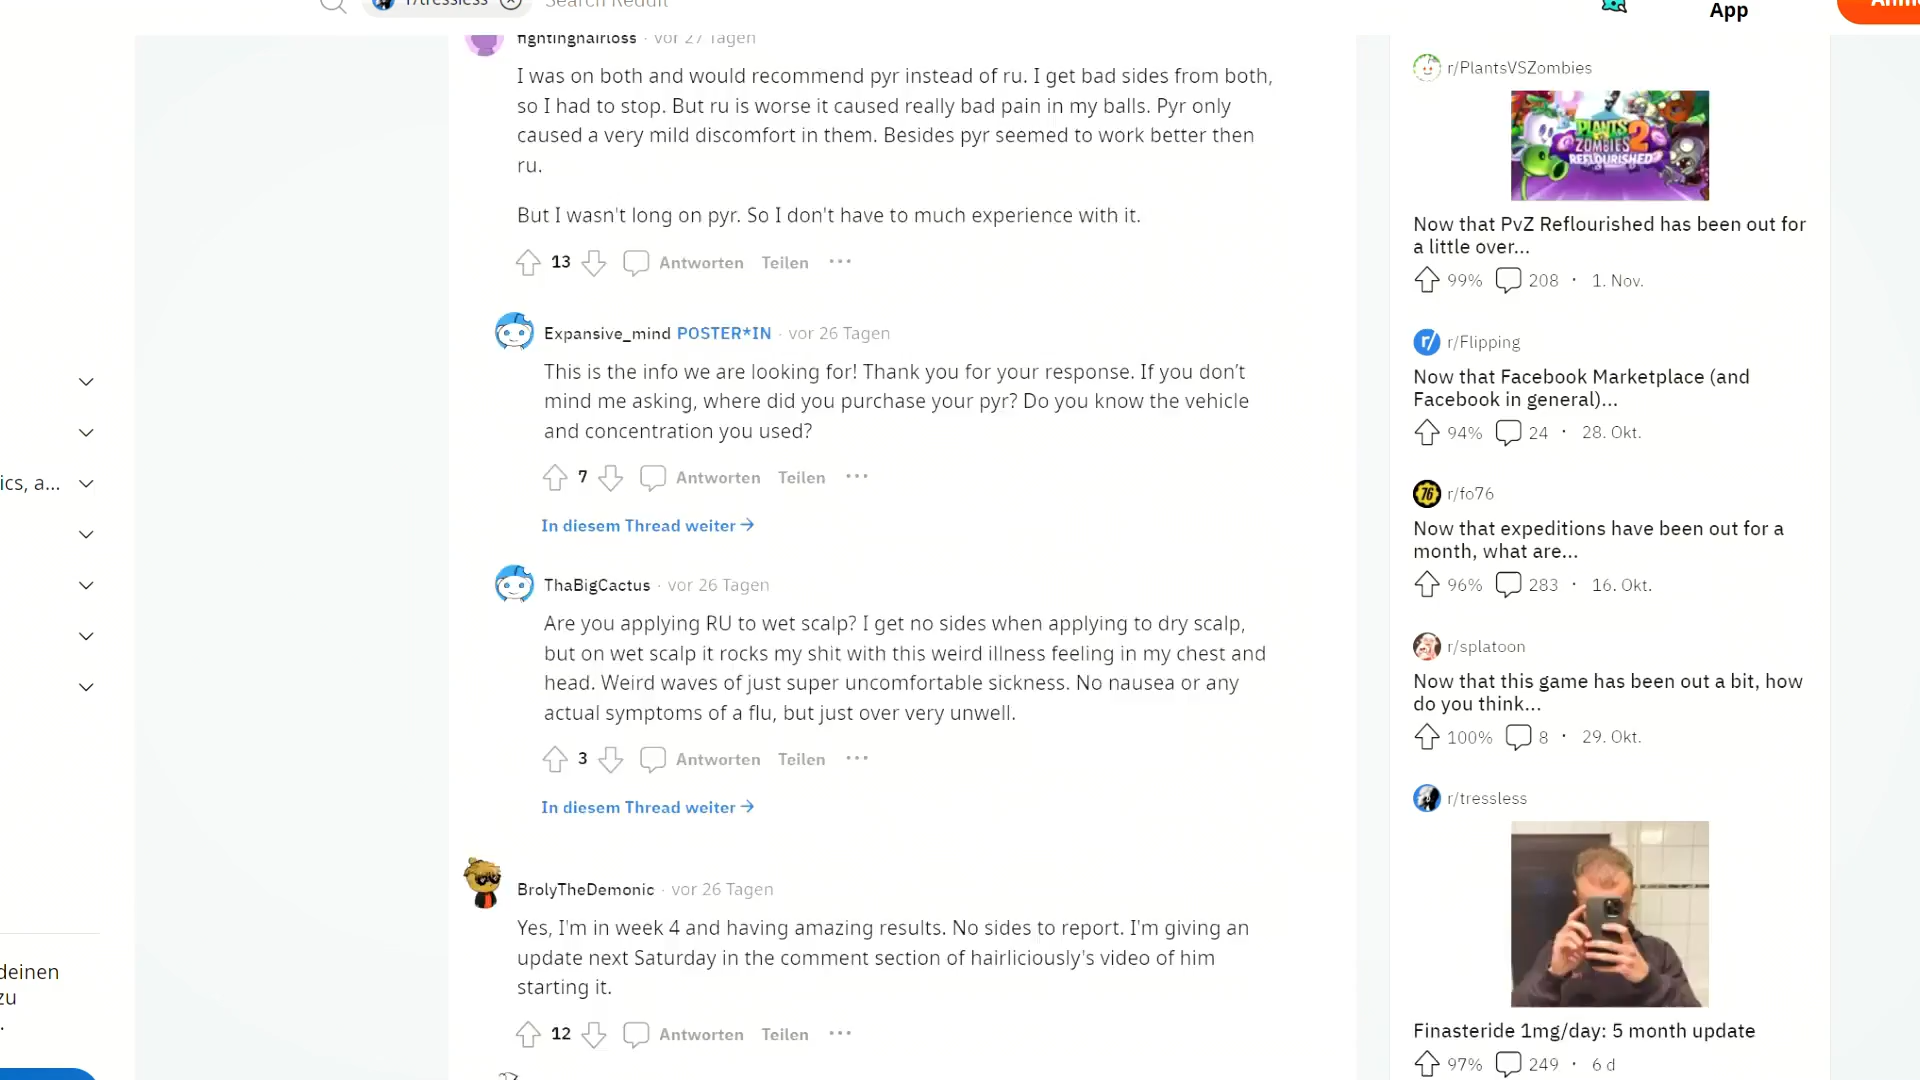 r/tressless
Search Reddit
App
fightinghairloss · vor 27 Tagen
I was on both and would recommend pyr instead of ru. I get bad sides from both,
so I had to stop. But ru is worse it caused really bad pain in my balls. Pyr only
caused a very mild discomfort in them. Besides pyr seemed to work better then
ru.
But I wasn't long on pyr. So I don't have to much experience with it.
13 Antworten Teilen ···
Expansive_mind POSTER*IN · vor 26 Tagen
This is the info we are looking for! Thank you for your response. If you don’t
mind me asking, where did you purchase your pyr? Do you know the vehicle
and concentration you used?
7 Antworten Teilen ···
In diesem Thread weiter →
ThaBigCactus · vor 26 Tagen
Are you applying RU to wet scalp? I get no sides when applying to dry scalp,
but on wet scalp it rocks my shit with this weird illness feeling in my chest and
head. Weird waves of just super uncomfortable sickness. No nausea or any
actual symptoms of a flu, but just over very unwell.
3 Antworten Teilen ···
In diesem Thread weiter →
BrolyTheDemonic · vor 26 Tagen
Yes, I'm in week 4 and having amazing results. No sides to report. I'm giving an
update next Saturday in the comment section of hairliciously's video of him
starting it.
12 Antworten Teilen ···
ics, a...
deinen
zu
.
r/PlantsVSZombies
PLANTS
ZOMBIES 2
REFLOURISHED
Now that PvZ Reflourished has been out for
a little over...
99% 208 · 1. Nov.
r/
r/Flipping
Now that Facebook Marketplace (and
Facebook in general)...
94% 24 · 28. Okt.
76
r/fo76
Now that expeditions have been out for a
month, what are...
96% 283 · 16. Okt.
r/splatoon
Now that this game has been out a bit, how
do you think...
100% 8 · 29. Okt.
r/tressless
Finasteride 1mg/day: 5 month update
97% 249 · 6 d